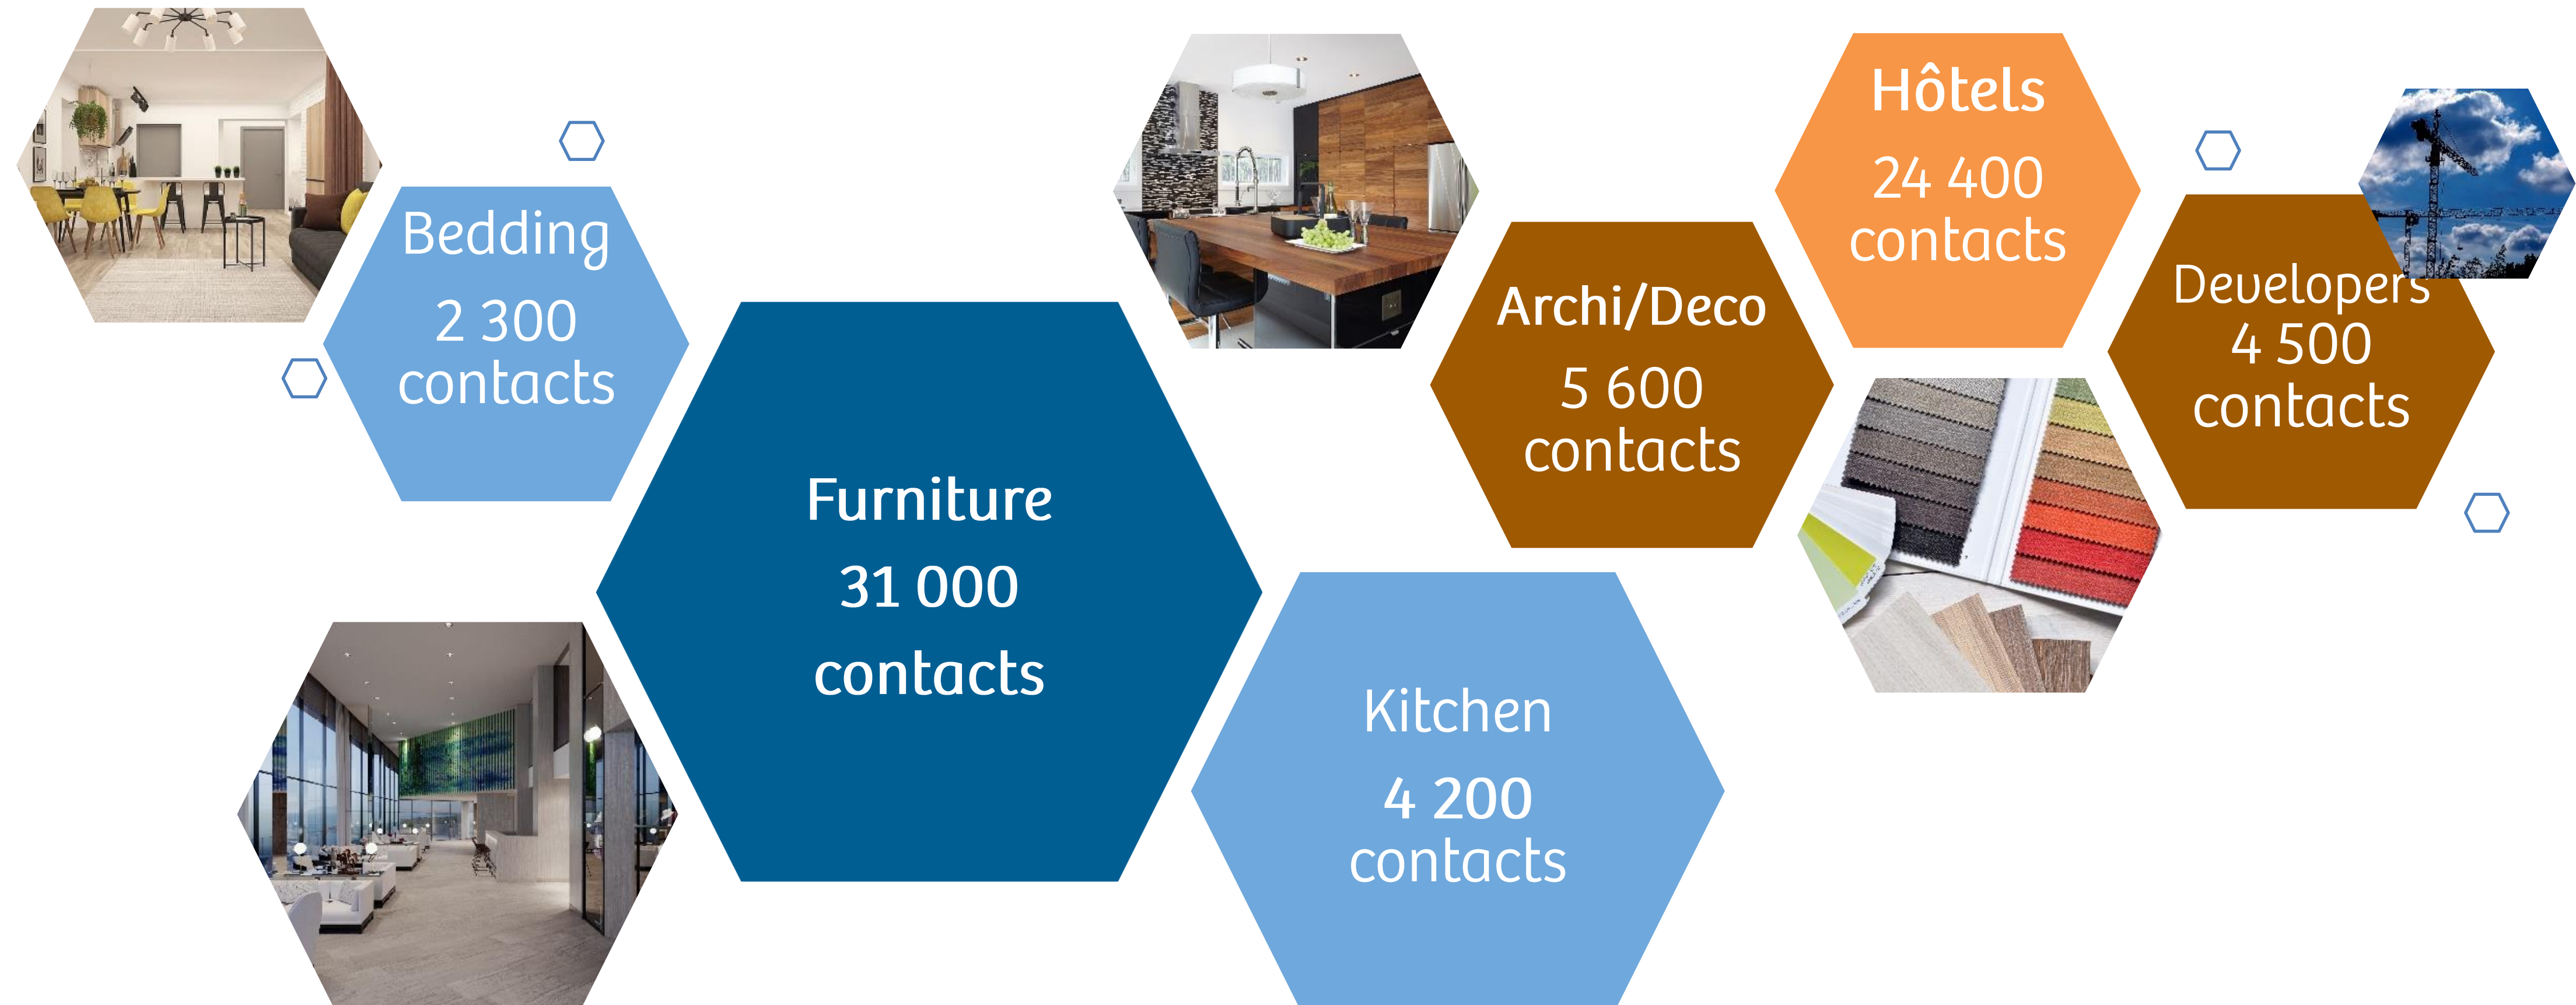 Bedding
2 300
contacts
Furniture
31 000
contacts
Kitchen
4 200
contacts
Archi/Deco
5 600
contacts
Hôtels
24 400
contacts
Developers
4 500
contacts